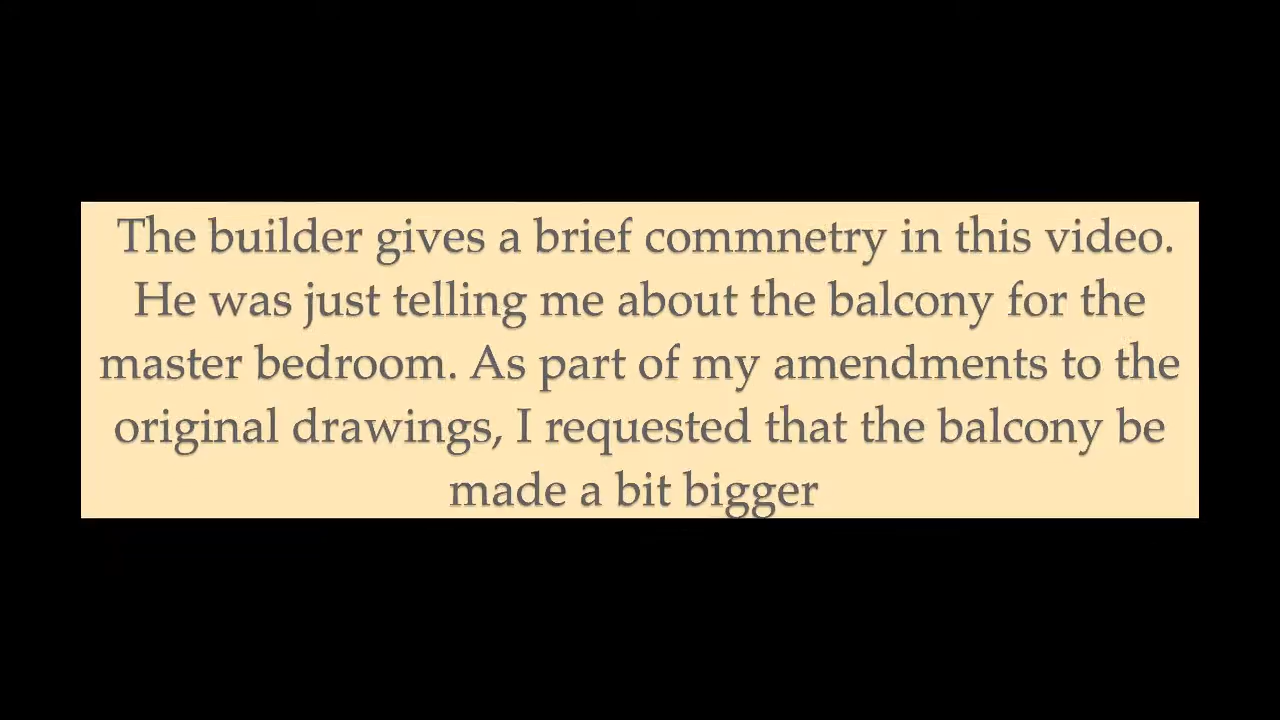 The builder gives a brief commnetry in this video.
He was just telling me about the balcony for the
master bedroom. As part of my amendments to the
original drawings, I requested that the balcony be
made a bit bigger